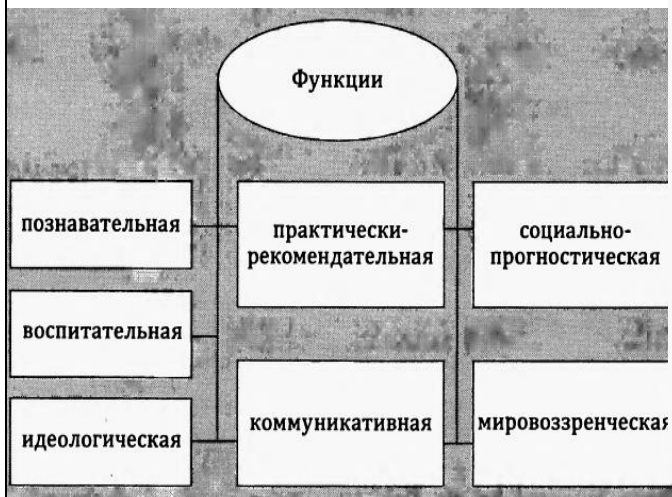 Функции
познавательная
практически-
рекомендательная
социально-
прогностическая
воспитательная
идеологическая
коммуникативная
мировоззренческая